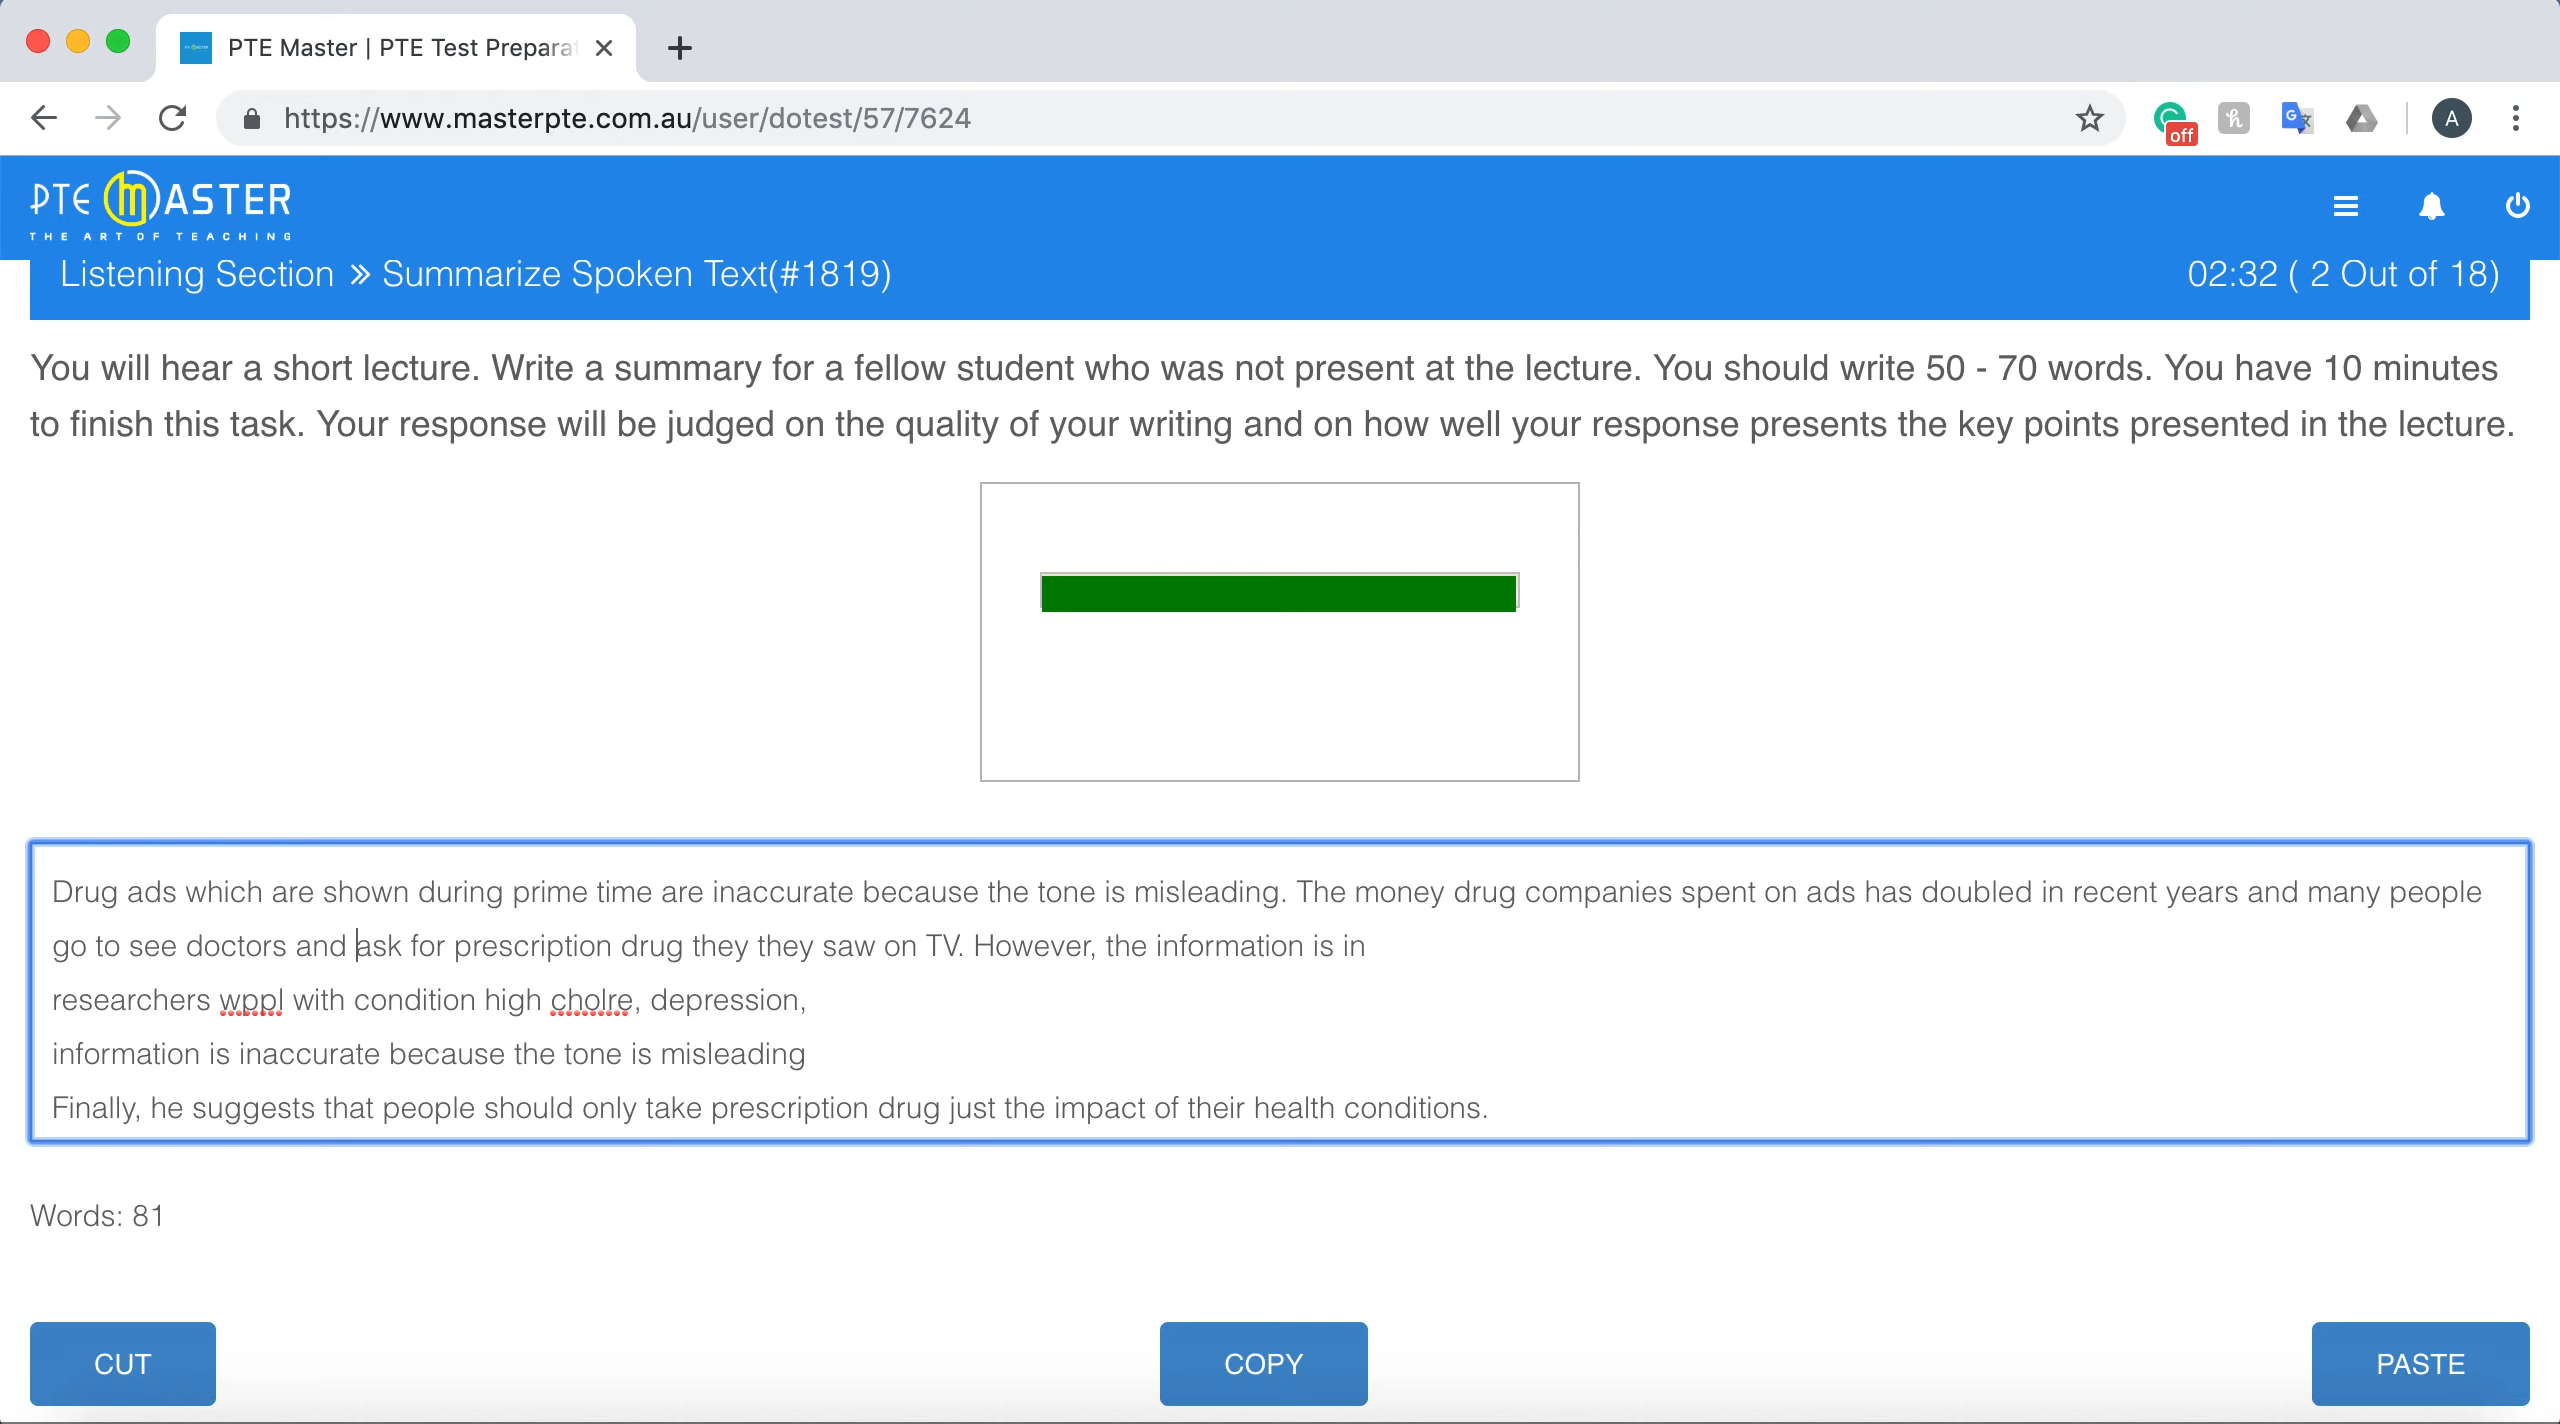 PTE Master | PTE Test Prepara
https://www.masterpte.com.au/user/dotest/57/7624
off
A
PTE MASTER
THE ART OF TEACHING
Listening Section » Summarize Spoken Text(#1819)
02:32 ( 2 Out of 18)
You will hear a short lecture. Write a summary for a fellow student who was not present at the lecture. You should write 50 - 70 words. You have 10 minutes
to finish this task. Your response will be judged on the quality of your writing and on how well your response presents the key points presented in the lecture.
Drug ads which are shown during prime time are inaccurate because the tone is misleading. The money drug companies spent on ads has doubled in recent years and many people
go to see doctors and ask for prescription drug they they saw on TV. However, the information is in
researchers wppl with condition high cholre, depression,
information is inaccurate because the tone is misleading
Finally, he suggests that people should only take prescription drug just the impact of their health conditions.
Words: 81
CUT
COPY
PASTE